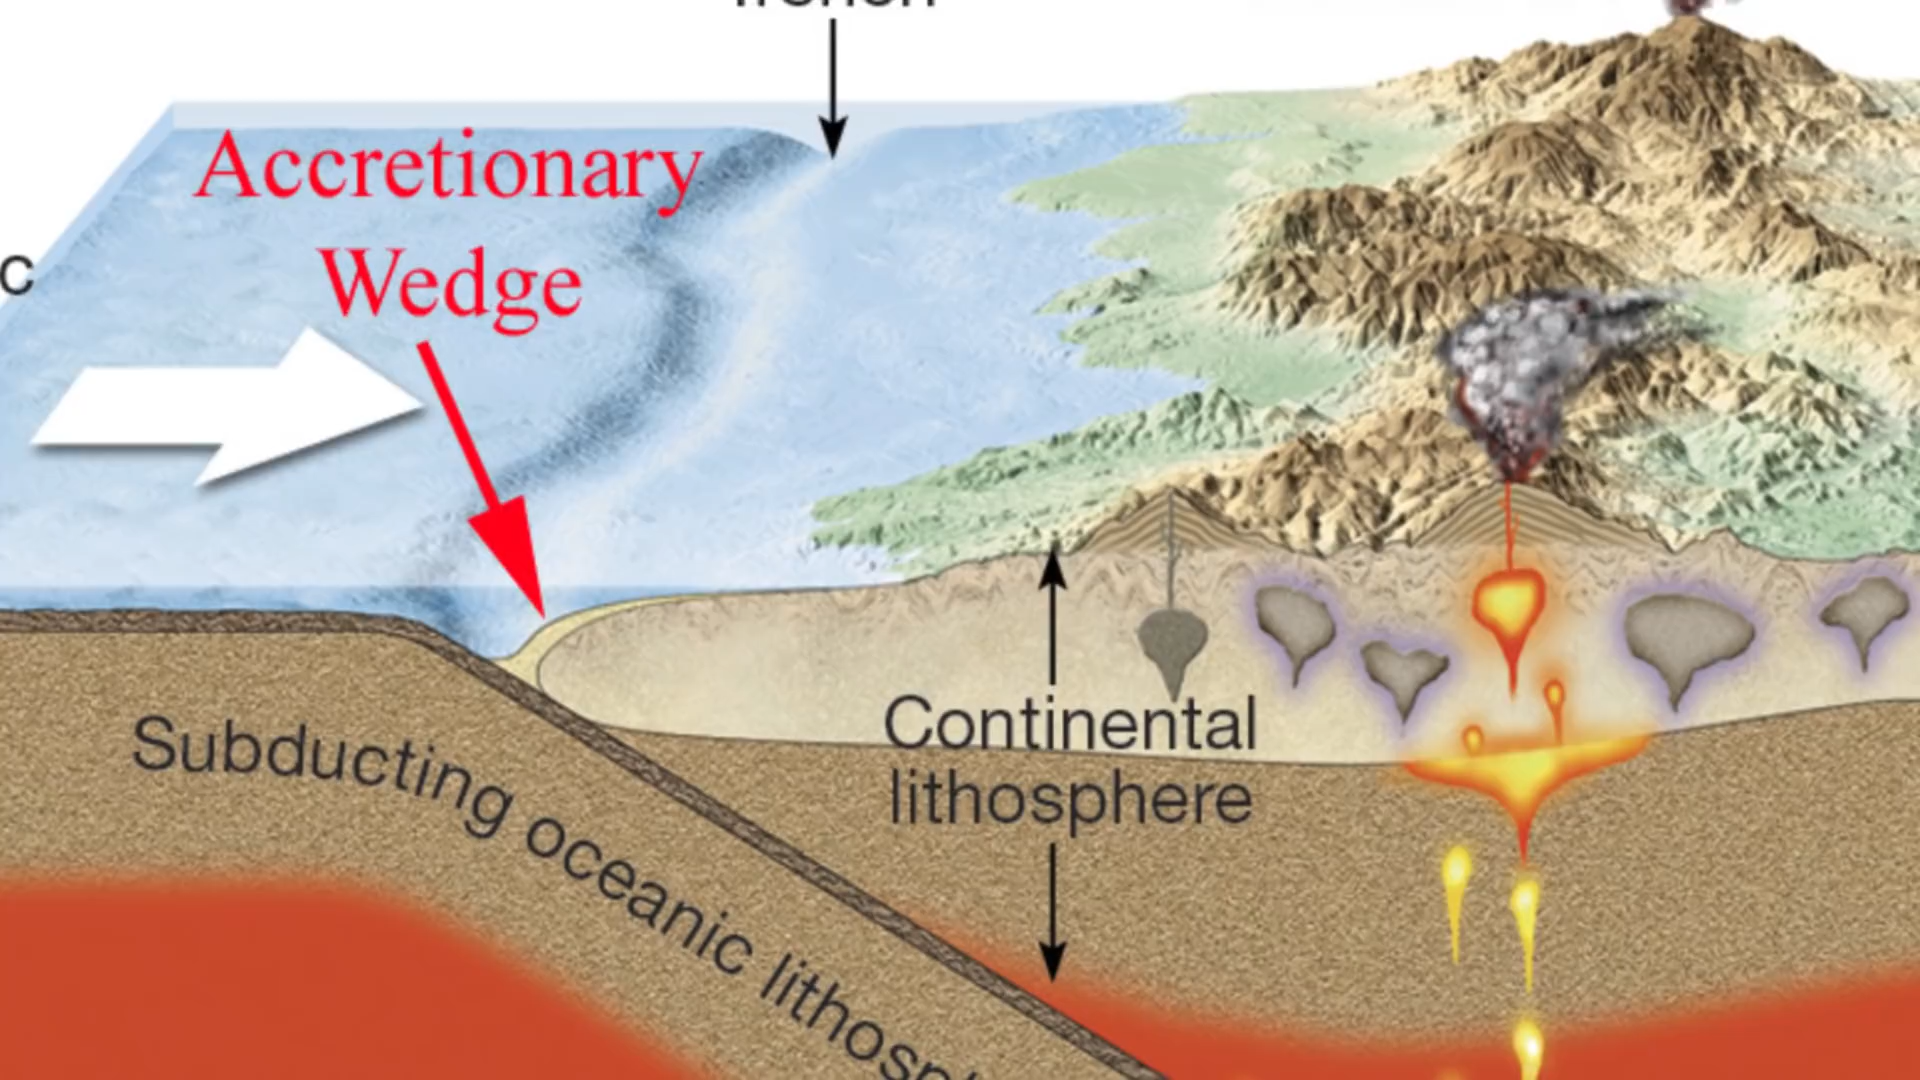 Accretionary
Wedge
Continental
lithosphere
Subducting oceanic